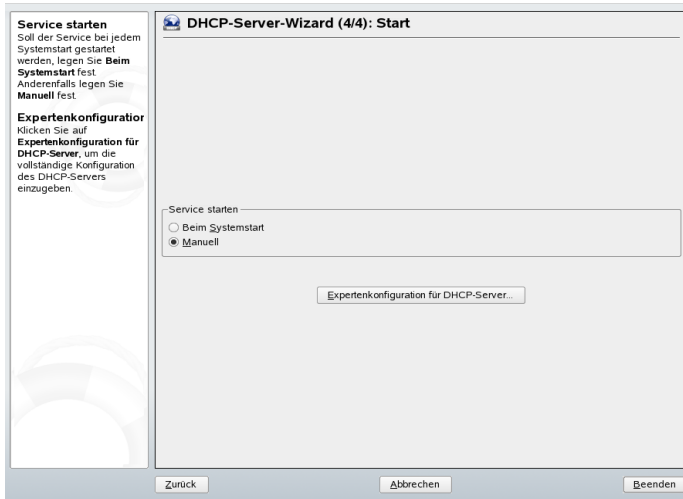 Service starten
Soll der Service bei jedem
Systemstart gestartet
werden, legen Sie Beim
Systemstart fest.
Anderenfalls legen Sie
Manuell fest.
Expertenkonfiguration
Klicken Sie auf
Expertenkonfiguration für
DHCP-Server, um die
vollständige Konfiguration
des DHCP-Servers
einzugeben.
DHCP-Server-Wizard (4/4): Start
Service starten
Beim Systemstart
Manuell
Expertenkonfiguration für DHCP-Server...
Zurück
Abbrechen
Beenden